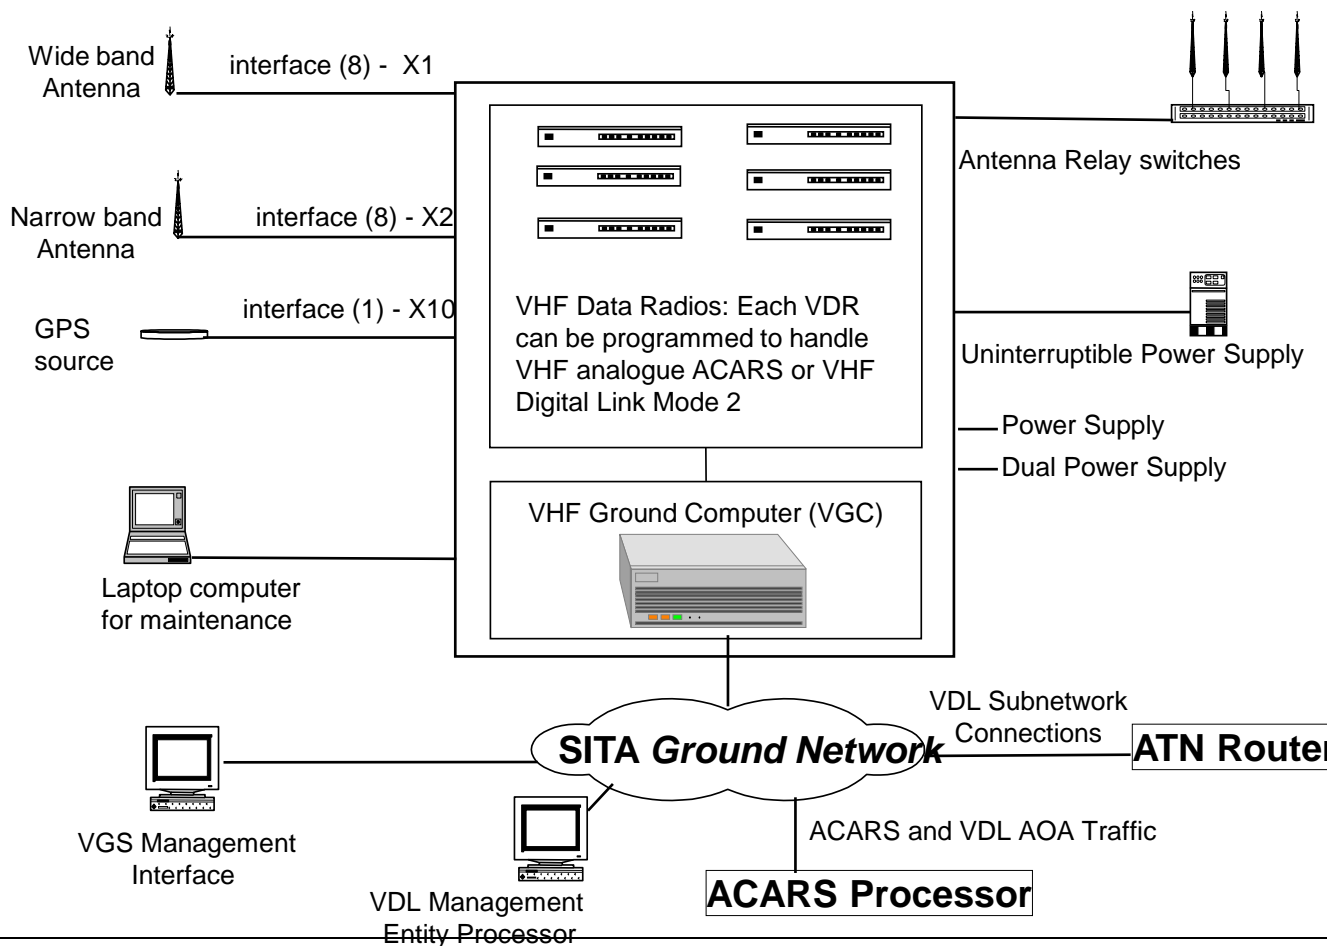 Wide band
Antenna
interface (8) - X1
Antenna Relay switches
Narrow band
Antenna
interface (8) - X2
GPS
source
interface (1) - X10
VHF Data Radios: Each VDR
can be programmed to handle
VHF analogue ACARS or VHF
Digital Link Mode 2
Uninterruptible Power Supply
Power Supply
Dual Power Supply
VHF Ground Computer (VGC)
Laptop computer
for maintenance
VDL Subnetwork
Connections
SITA Ground Network
ATN Router
VGS Management
Interface
ACARS and VDL AOA Traffic
ACARS Processor
VDL Management
Entity Processor